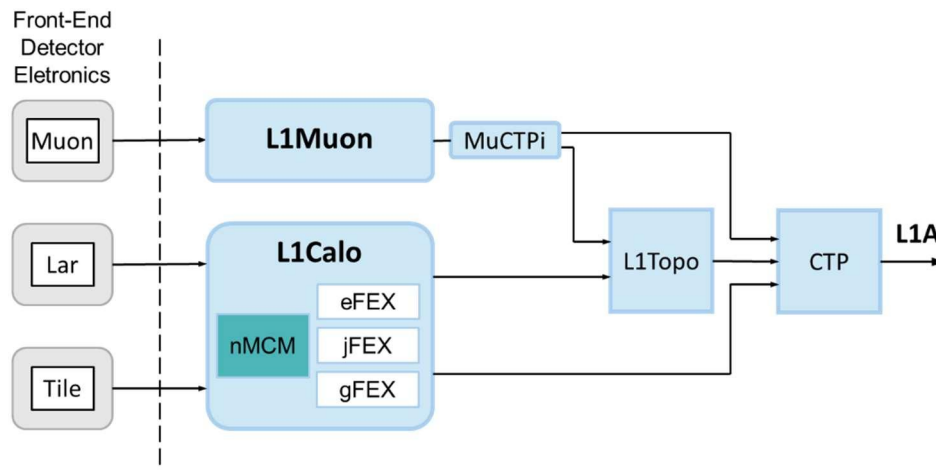 Front-End
Detector
Eletronics
Muon
L1Muon
MuCTPi
Lar
L1Calo
eFEX
nMCM
jFEX
gFEX
Tile
L1Topo
CTP
L1A